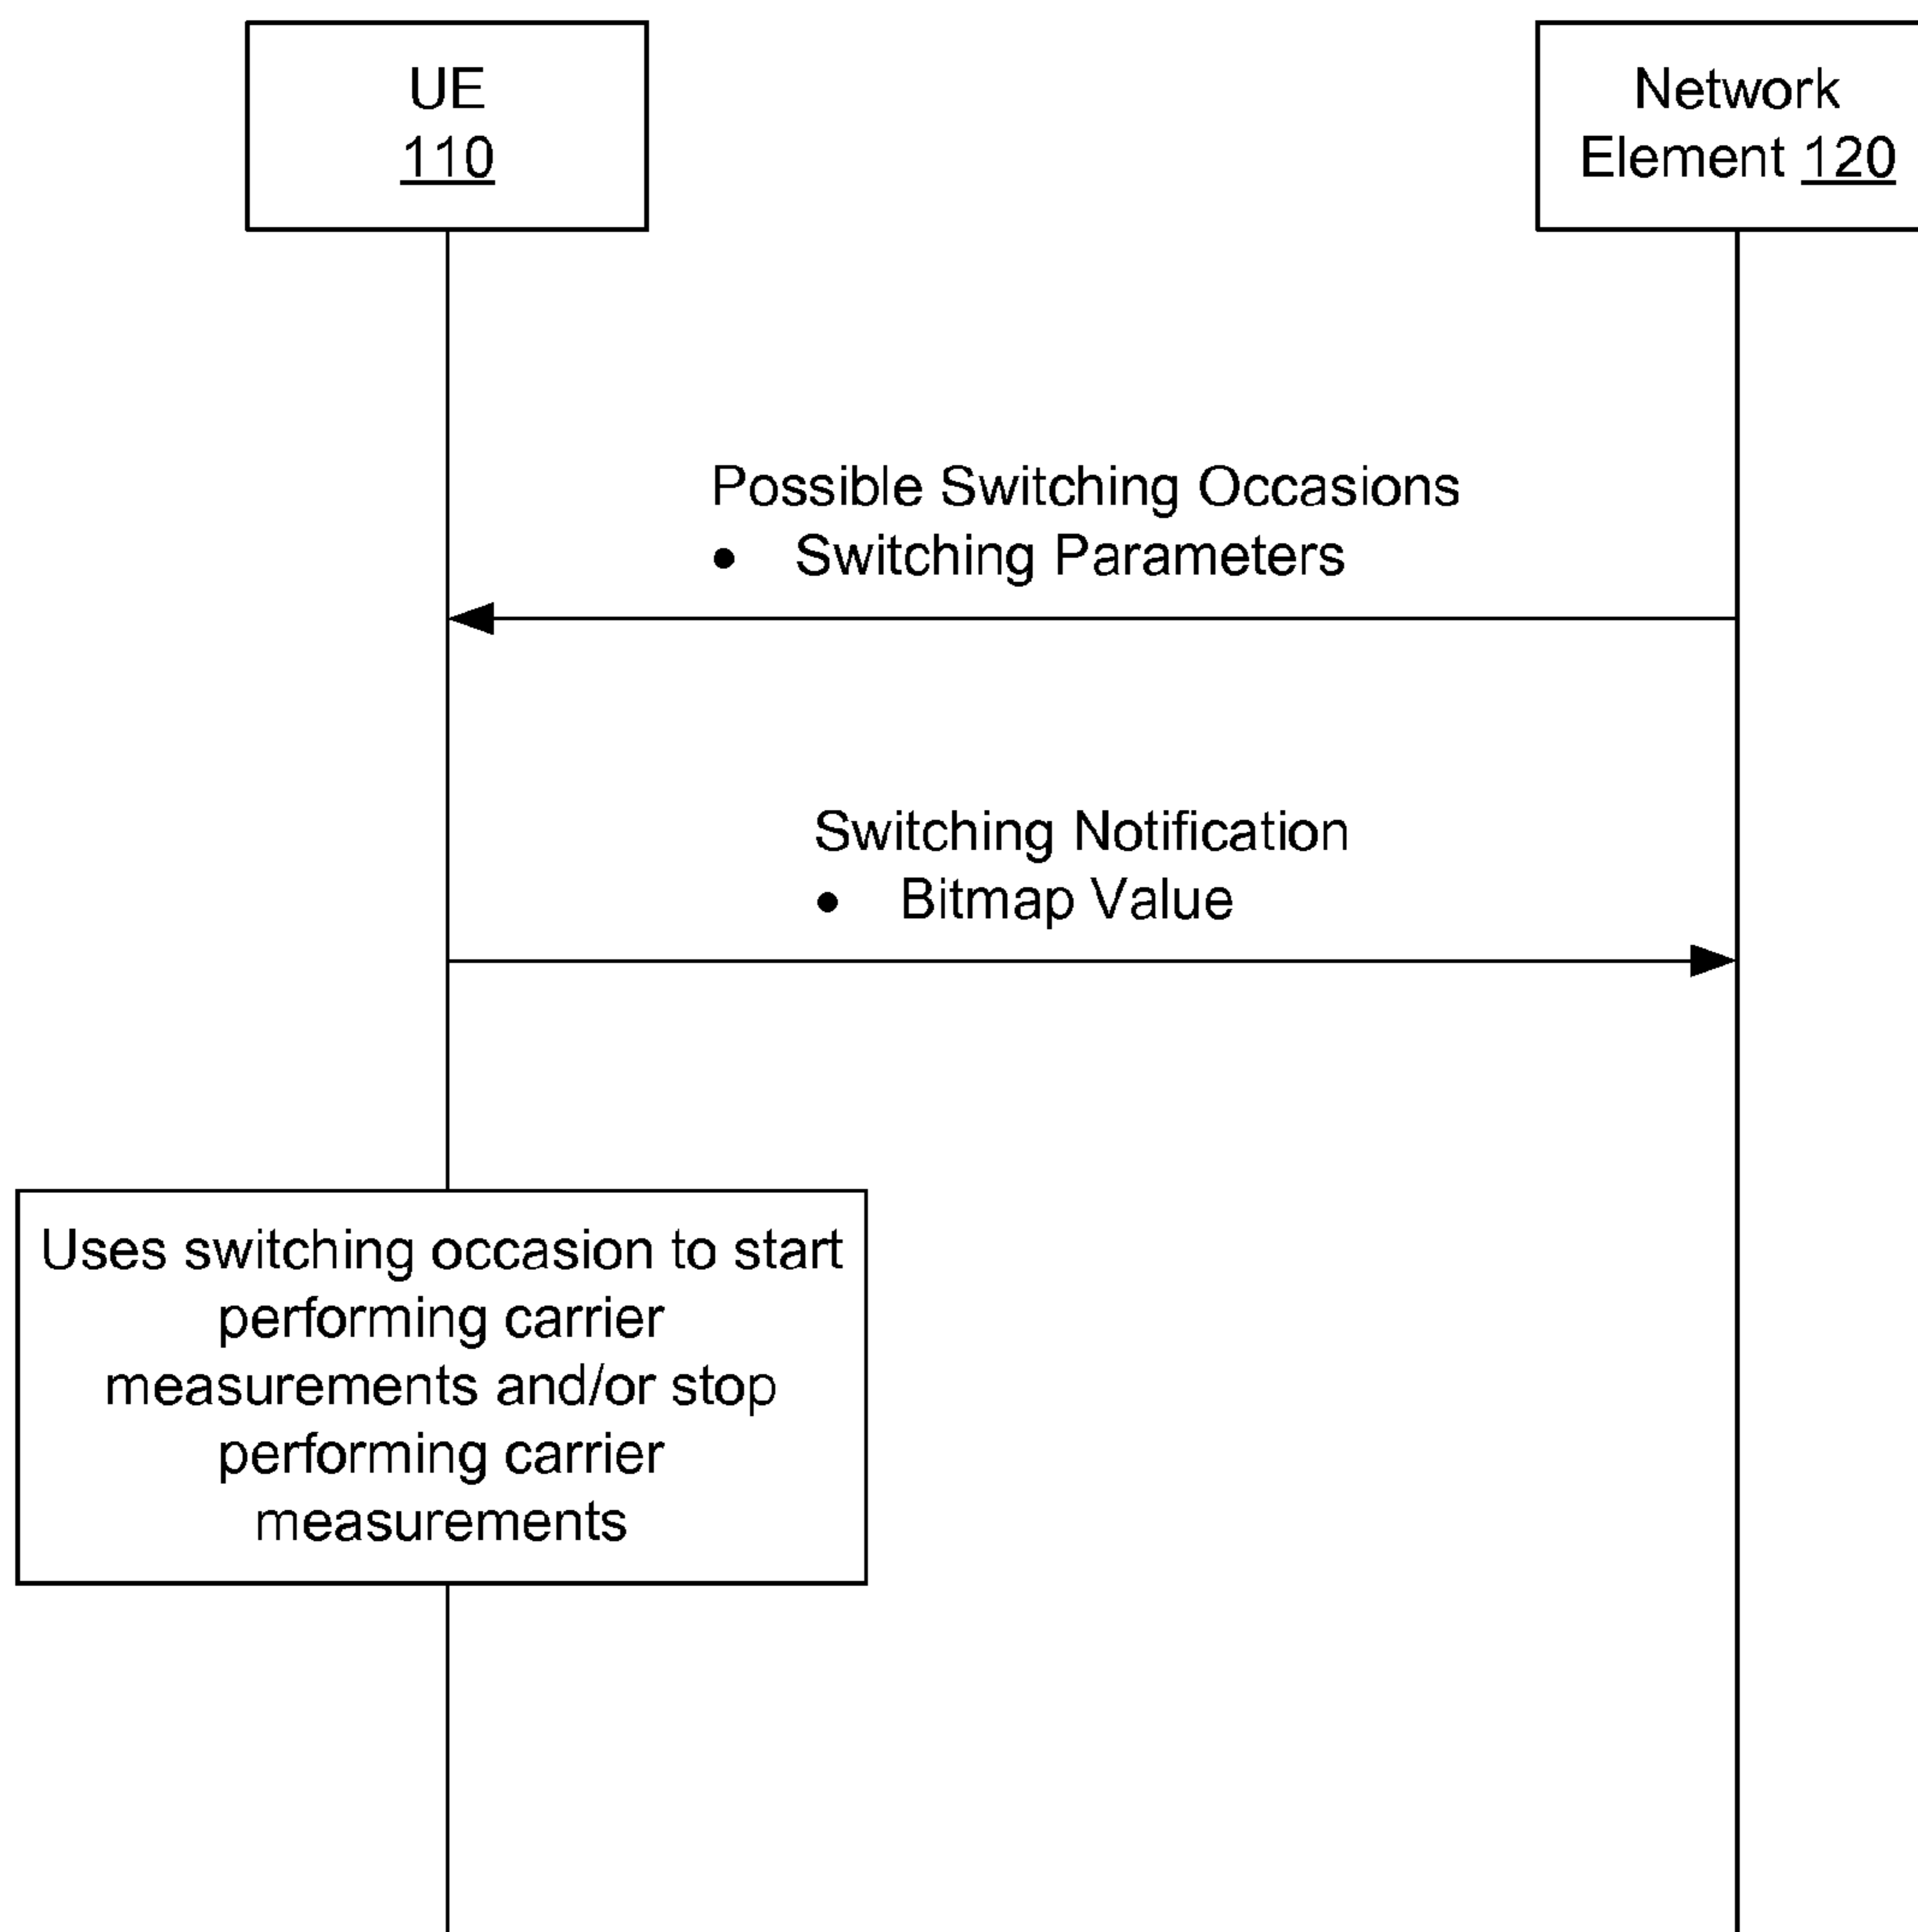 UE
110
Network
Element 120
Possible Switching Occasions
• Switching Parameters
Switching Notification
• Bitmap Value
Uses switching occasion to start
performing carrier
measurements and/or stop
performing carrier
measurements